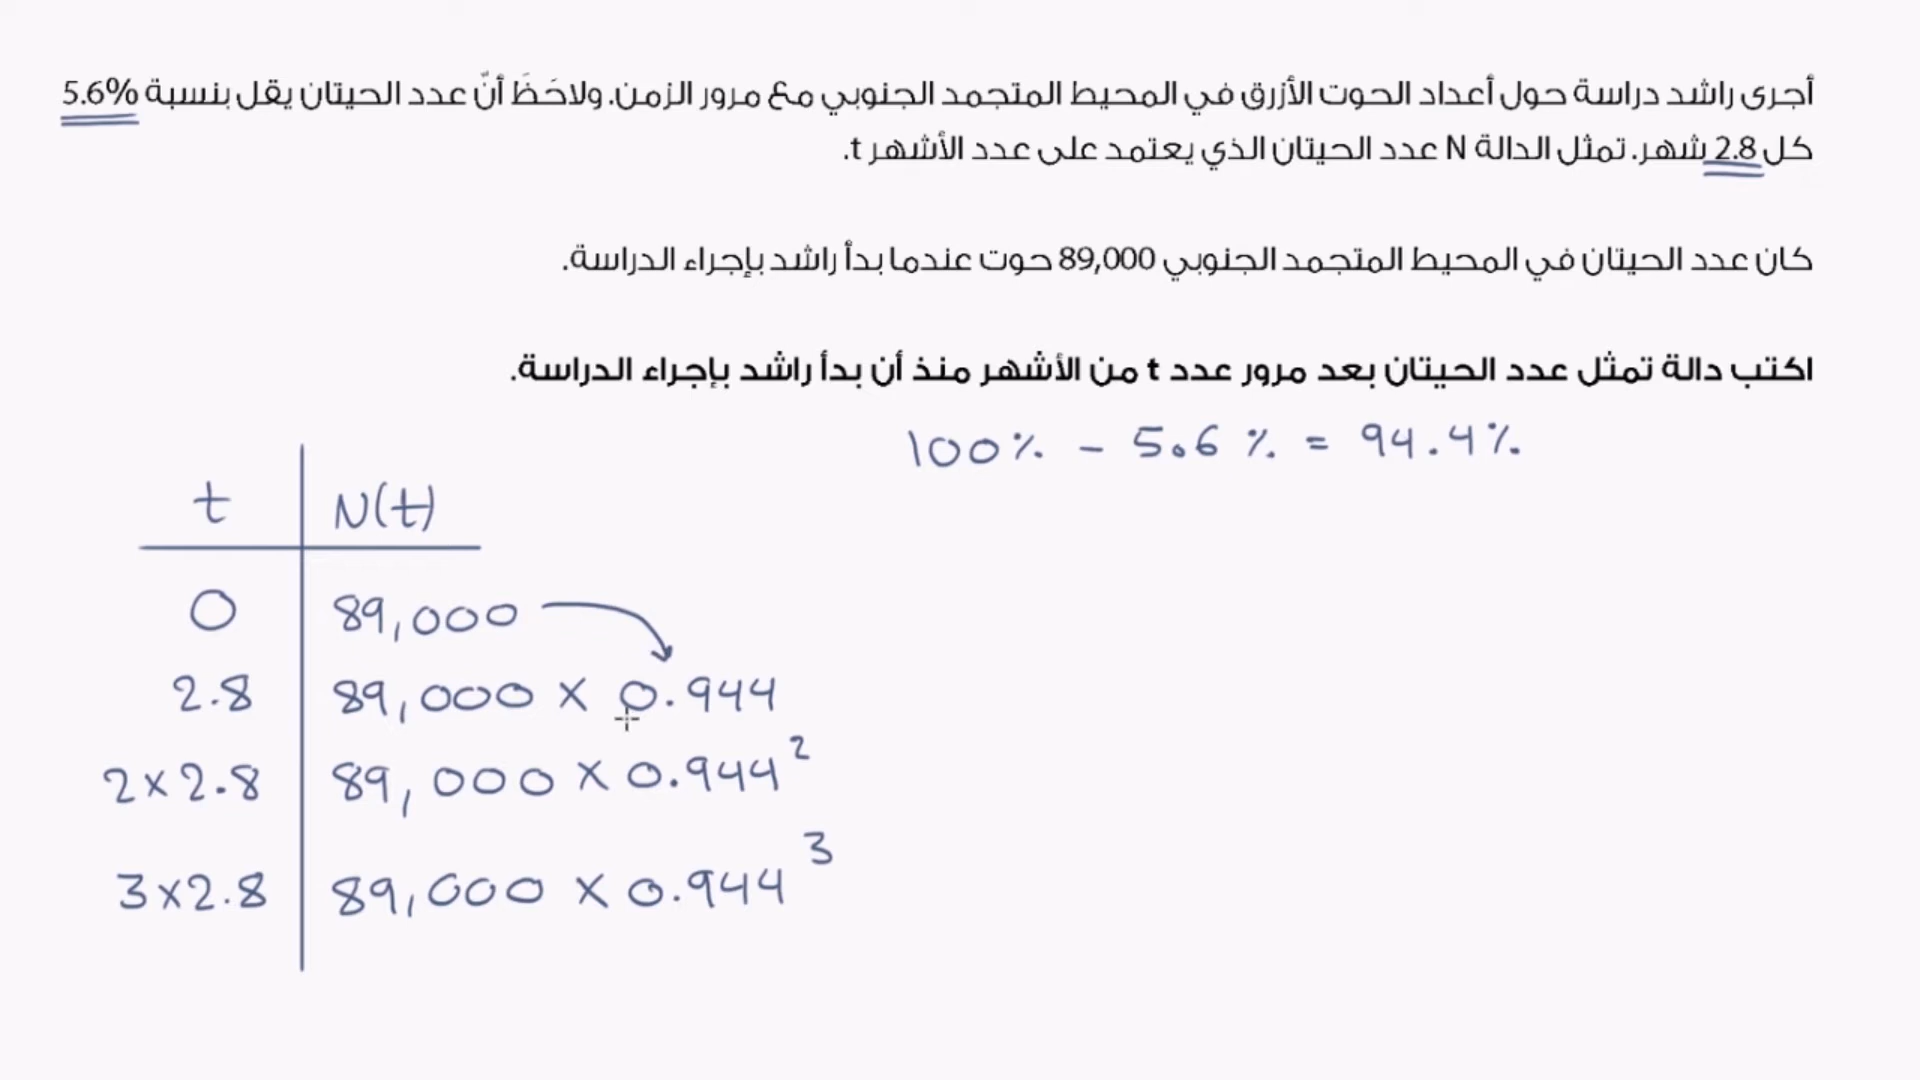 أجرى راشد دراسة حول أعداد الحوت الأزرق في المحيط المتجمد الجنوبي مع مرور الزمن. ولاحَظَ أنّ عدد الحيتان يقل بنسبة 5.6%
كل 2.8 شهر. تمثل الدالة N عدد الحيتان الذي يعتمد على عدد الأشهر t.
كان عدد الحيتان في المحيط المتجمد الجنوبي 89,000 حوت عندما بدأ راشد بإجراء الدراسة.
اكتب دالة تمثل عدد الحيتان بعد مرور عدد t من الأشهر منذ أن بدأ راشد بإجراء الدراسة.
100% - 5.6% = 94.4%
t N(t)
0 89,000
2.8 89,000 × 0.944
2×2.8 89,000 × 0.944²
3×2.8 89,000 × 0.944³